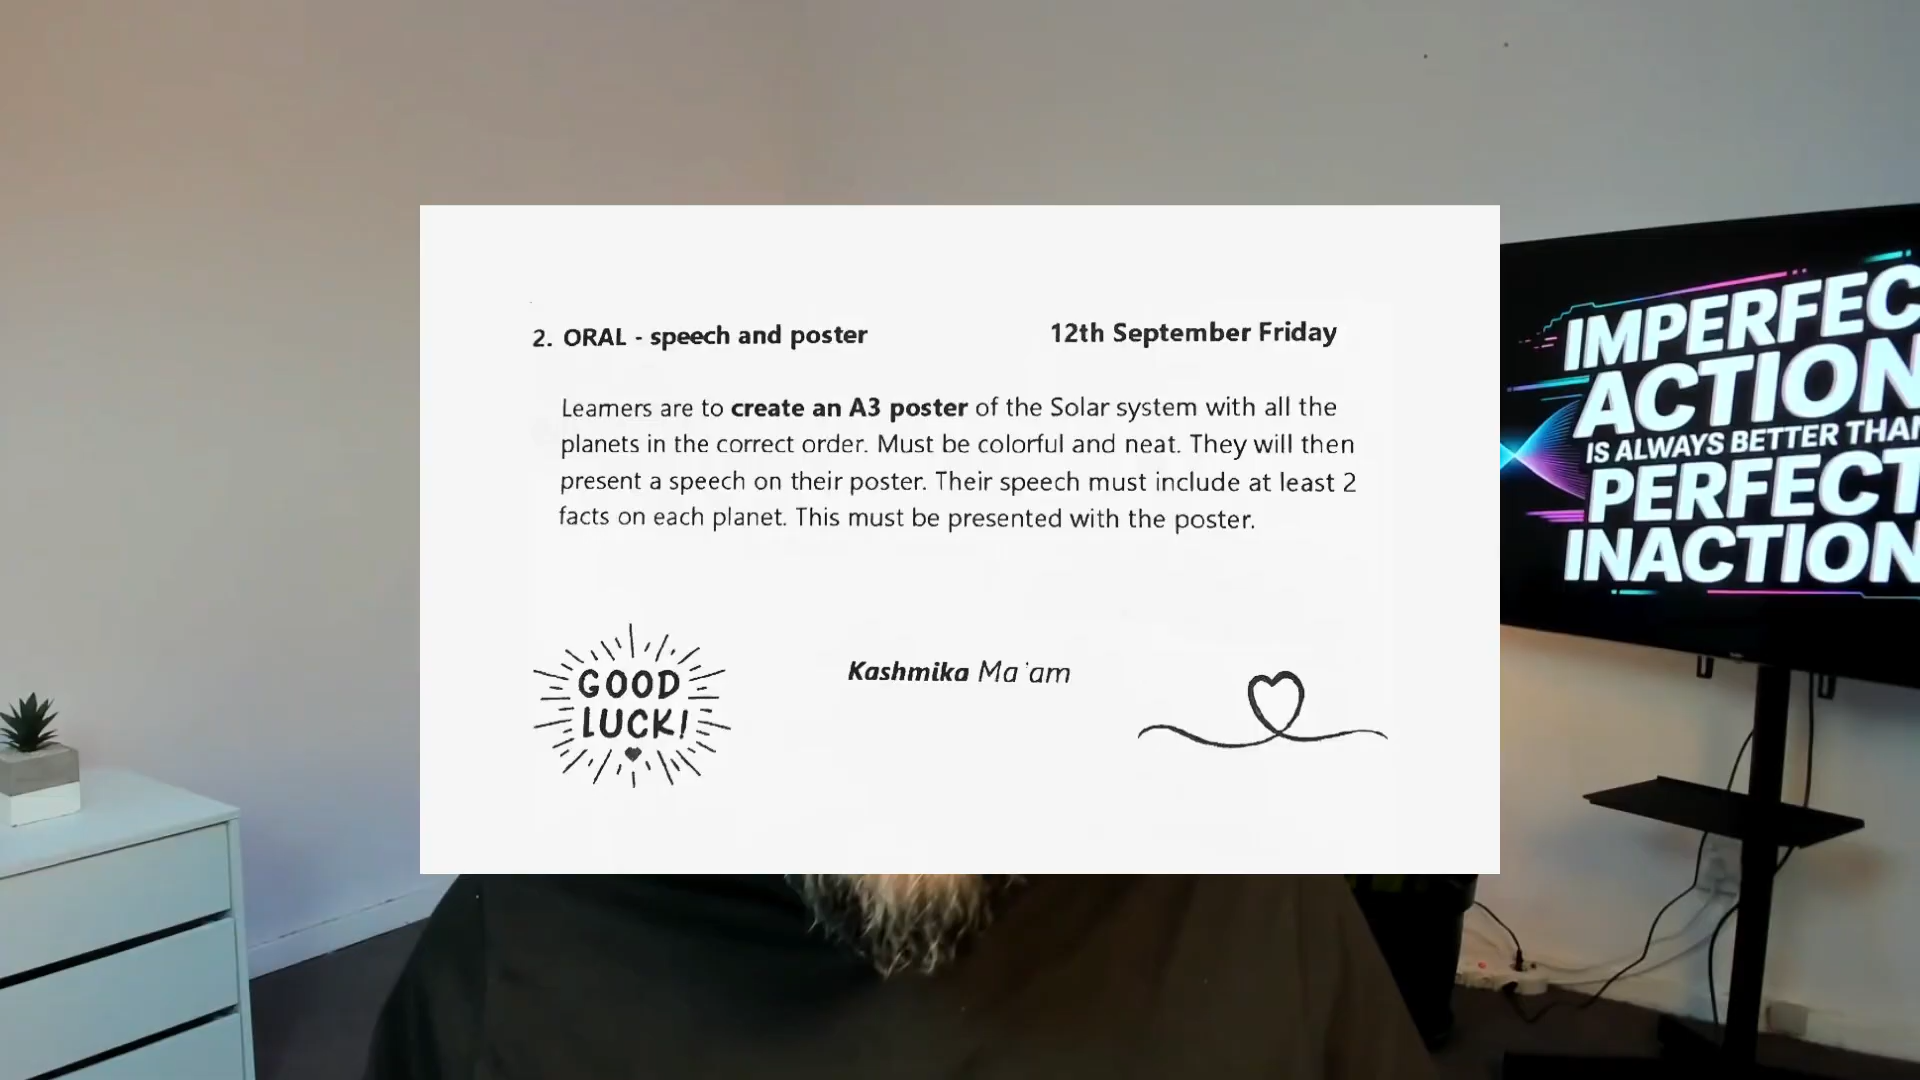 2. ORAL - speech and poster
12th September Friday
Learners are to create an A3 poster of the Solar system with all the
planets in the correct order. Must be colorful and neat. They will then
present a speech on their poster. Their speech must include at least 2
facts on each planet. This must be presented with the poster.
GOOD
LUCK!
Kashmika Ma'am
IMPERFEC
ACTION
IS ALWAYS BETTER THAN
PERFECT
INACTION